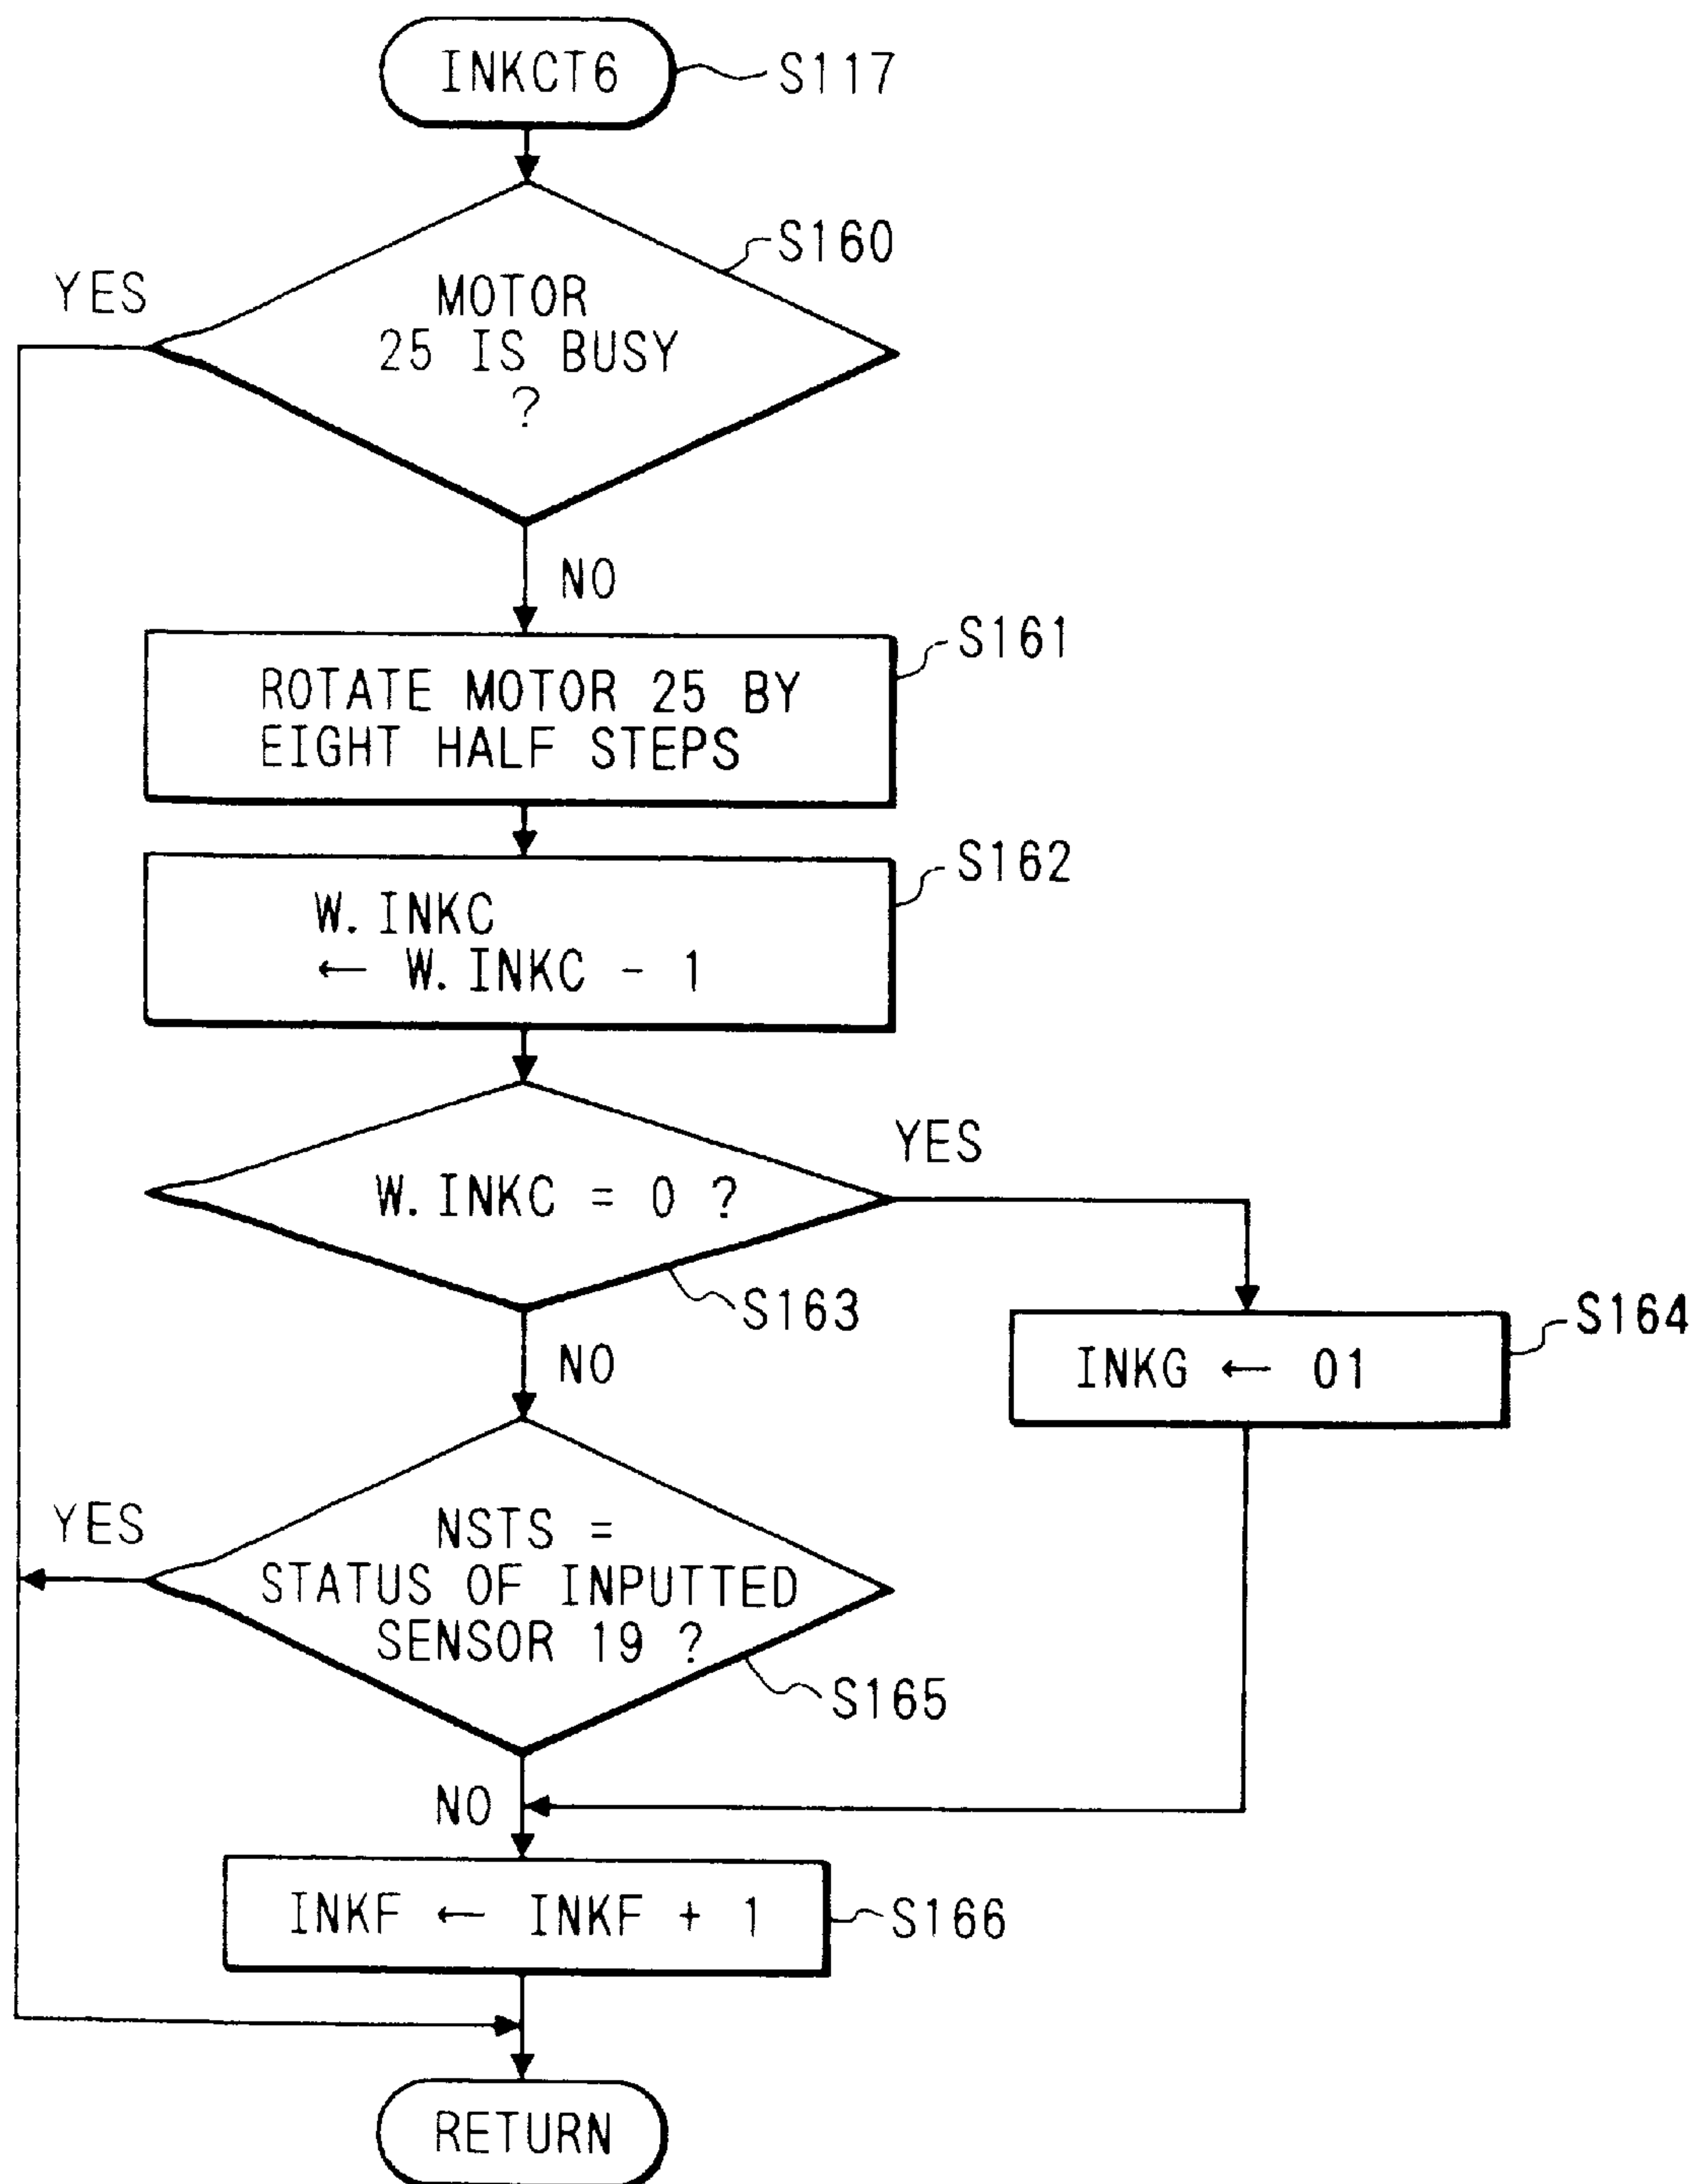 INKCT6
S117
S160
YES
MOTOR
25 IS BUSY
?
NO
S161
ROTATE MOTOR 25 BY
EIGHT HALF STEPS
S162
W. INKC
← W. INKC - 1
YES
W. INKC = 0 ?
S163
S164
NO
INKG ← 01
YES
NSTS =
STATUS OF INPUTTED
SENSOR 19 ?
S165
NO
INKF ← INKF + 1
S166
RETURN